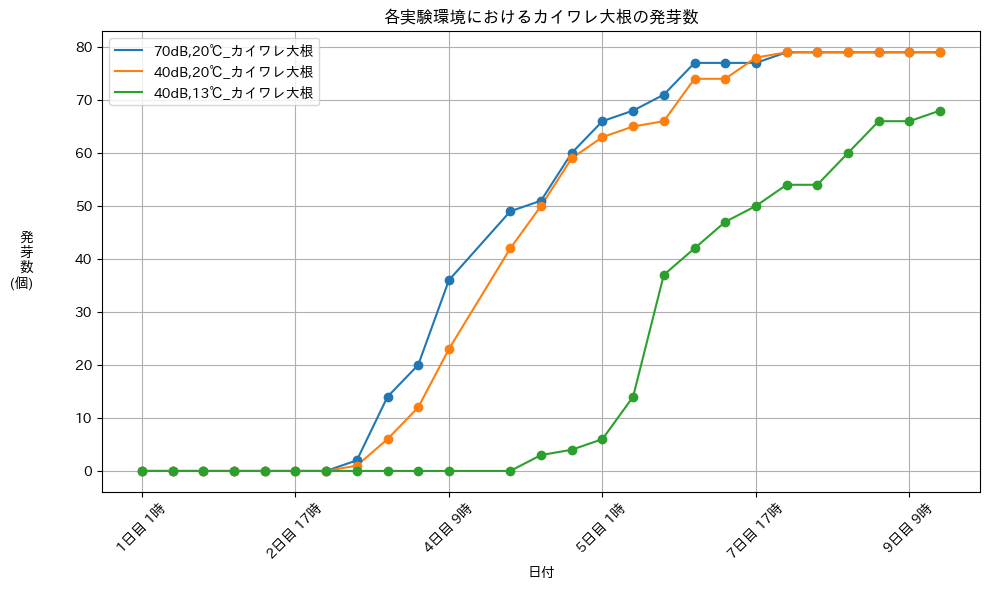 各実験環境におけるカイワレ大根の発芽数
70dB,20℃_カイワレ大根
40dB,20℃_カイワレ大根
40dB,13℃_カイワレ大根
80
70
60
50
40
30
20
10
0
発
芽
数
(個)
1日目 1時
2日目 17時
4日目 9時
5日目 1時
7日目 17時
9日目 9時
日付